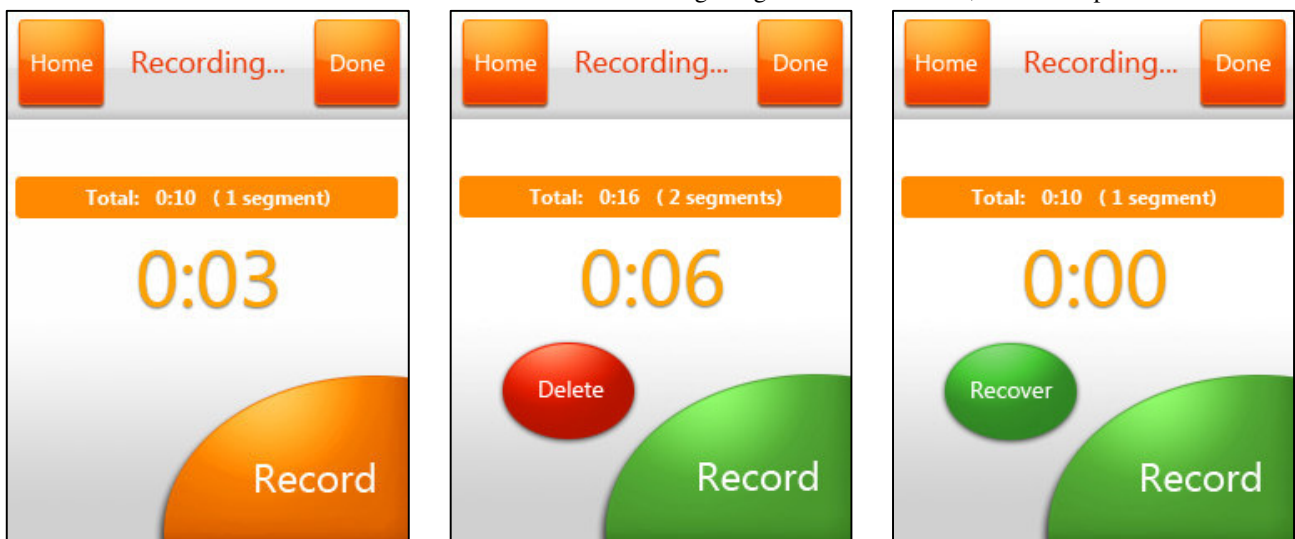 Home Recording... Done
Total: 0:10 ( 1 segment)
0:03
Record
Home Recording... Done
Total: 0:16 ( 2 segments)
0:06
Delete
Record
Home Recording... Done
Total: 0:10 ( 1 segment)
0:00
Recover
Record